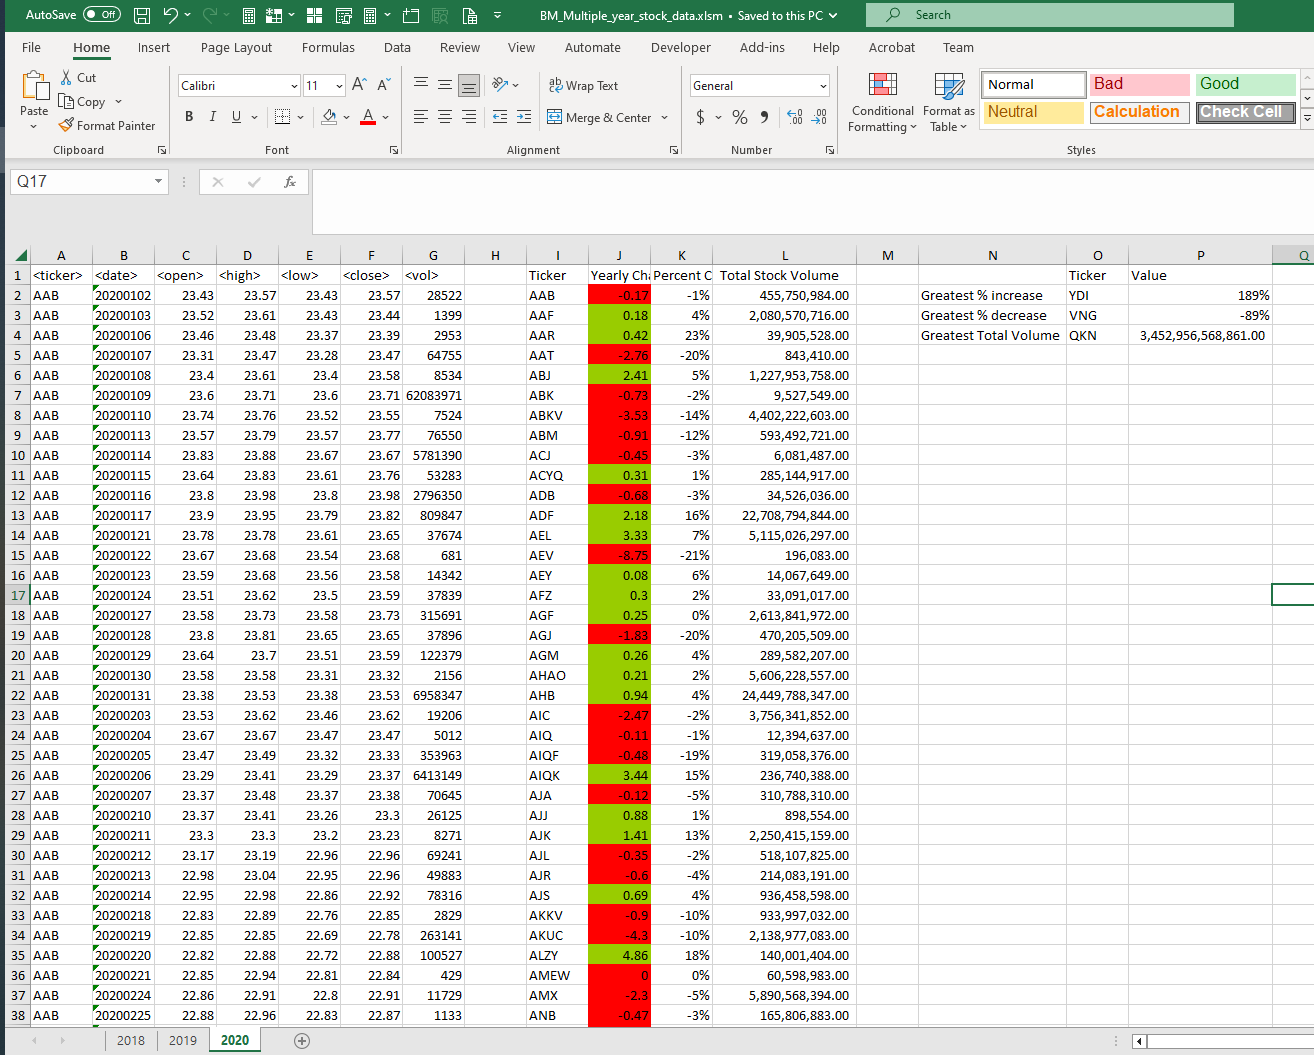 AutoSave Off BM_Multiple_year_stock_data.xlsm • Saved to this PC Search
File Home Insert Page Layout Formulas Data Review View Automate Developer Add-ins Help Acrobat Team
Paste Cut Copy Format Painter Clipboard
Calibri 11 B I U A Font
Wrap Text Merge & Center Alignment
General $ % Number
Conditional Formatting Format as Table
Normal Bad Good
Neutral Calculation Check Cell
Styles
Q17 fx
A B C D E F G H I J K L M N O P Q
1 <ticker> <date> <open> <high> <low> <close> <vol> Ticker Yearly Cha Percent C Total Stock Volume Ticker Value
2 AAB 20200102 23.43 23.57 23.43 23.57 28522 AAB -0.17 -1% 455,750,984.00 Greatest % increase YDI 189%
3 AAB 20200103 23.52 23.61 23.43 23.44 1399 AAF 0.18 4% 2,080,570,716.00 Greatest % decrease VNG -89%
4 AAB 20200106 23.46 23.48 23.37 23.39 2953 AAR 0.42 23% 39,905,528.00 Greatest Total Volume QKN 3,452,956,568,861.00
5 AAB 20200107 23.31 23.47 23.28 23.47 64755 AAT -2.76 -20% 843,410.00
6 AAB 20200108 23.4 23.61 23.4 23.58 8534 ABJ 2.41 5% 1,227,953,758.00
7 AAB 20200109 23.6 23.71 23.6 23.71 62083971 ABK -0.73 -2% 9,527,549.00
8 AAB 20200110 23.74 23.76 23.52 23.55 7524 ABKV -3.53 -14% 4,402,222,603.00
9 AAB 20200113 23.57 23.79 23.57 23.77 76550 ABM -0.91 -12% 593,492,721.00
10 AAB 20200114 23.83 23.88 23.67 23.67 5781390 ACJ -0.45 -3% 6,081,487.00
11 AAB 20200115 23.64 23.83 23.61 23.76 53283 ACYQ 0.31 1% 285,144,917.00
12 AAB 20200116 23.8 23.98 23.8 23.98 2796350 ADB -0.68 -3% 34,526,036.00
13 AAB 20200117 23.9 23.95 23.79 23.82 809847 ADF 2.18 16% 22,708,794,844.00
14 AAB 20200121 23.78 23.78 23.61 23.65 37674 AEL 3.33 7% 5,115,026,297.00
15 AAB 20200122 23.67 23.68 23.54 23.68 681 AEV -8.75 -21% 196,083.00
16 AAB 20200123 23.59 23.68 23.56 23.58 14342 AEY 0.08 6% 14,067,649.00
17 AAB 20200124 23.51 23.62 23.5 23.59 37839 AFZ 0.3 2% 33,091,017.00
18 AAB 20200127 23.58 23.73 23.58 23.73 315691 AGF 0.25 0% 2,613,841,972.00
19 AAB 20200128 23.8 23.81 23.65 23.65 37896 AGJ -1.83 -20% 470,205,509.00
20 AAB 20200129 23.64 23.7 23.51 23.59 122379 AGM 0.26 4% 289,582,207.00
21 AAB 20200130 23.58 23.58 23.31 23.32 2156 AHAO 0.21 2% 5,606,228,557.00
22 AAB 20200131 23.38 23.53 23.38 23.53 6958347 AHB 0.94 4% 24,449,788,347.00
23 AAB 20200203 23.53 23.62 23.46 23.62 19206 AIC -2.47 -2% 3,756,341,852.00
24 AAB 20200204 23.67 23.67 23.47 23.47 5012 AIQ -0.11 -1% 12,394,637.00
25 AAB 20200205 23.47 23.49 23.32 23.33 353963 AIQF -0.48 -19% 319,058,376.00
26 AAB 20200206 23.29 23.41 23.29 23.37 6413149 AIQK 3.44 15% 236,740,388.00
27 AAB 20200207 23.37 23.48 23.37 23.38 70645 AJA -0.12 -5% 310,788,310.00
28 AAB 20200210 23.37 23.41 23.26 23.3 26125 AJJ 0.88 1% 898,554.00
29 AAB 20200211 23.3 23.3 23.2 23.23 8271 AJK 1.41 13% 2,250,415,159.00
30 AAB 20200212 23.17 23.19 22.96 22.96 69241 AJL -0.35 -2% 518,107,825.00
31 AAB 20200213 22.98 23.04 22.95 22.96 49883 AJR -0.6 -4% 214,083,191.00
32 AAB 20200214 22.95 22.98 22.86 22.92 78316 AJS 0.69 4% 936,458,598.00
33 AAB 20200218 22.83 22.89 22.76 22.85 2829 AKKV -0.9 -10% 933,997,032.00
34 AAB 20200219 22.85 22.85 22.69 22.78 263141 AKUC -4.3 -10% 2,138,977,083.00
35 AAB 20200220 22.82 22.88 22.72 22.88 100527 ALZY 4.86 18% 140,001,404.00
36 AAB 20200221 22.85 22.94 22.81 22.84 429 AMEW 0 0% 60,598,983.00
37 AAB 20200224 22.86 22.91 22.8 22.91 11729 AMX -2.3 -5% 5,890,568,394.00
38 AAB 20200225 22.88 22.96 22.83 22.87 1133 ANB -0.47 -3% 165,806,883.00
2018 2019 2020